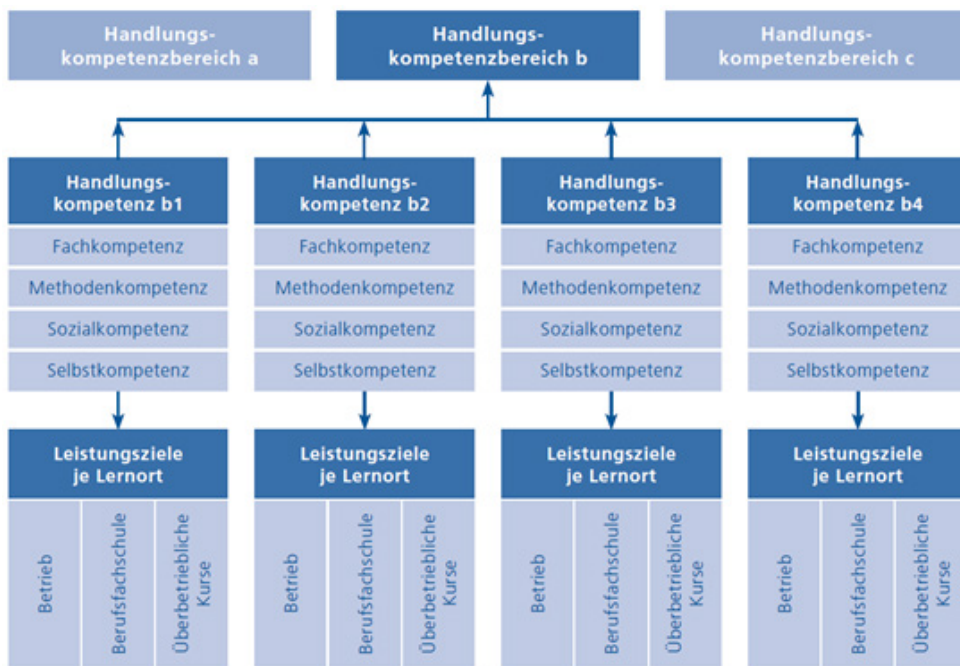 Handlungs-
kompetenzbereich a
Handlungs-
kompetenzbereich b
Handlungs-
kompetenzbereich c
Handlungs-
kompetenz b1
Fachkompetenz
Methodenkompetenz
Sozialkompetenz
Selbstkompetenz
Leistungsziele
je Lernort
Betrieb
Berufsfachschule
Überbetriebliche
Kurse
Handlungs-
kompetenz b2
Fachkompetenz
Methodenkompetenz
Sozialkompetenz
Selbstkompetenz
Leistungsziele
je Lernort
Betrieb
Berufsfachschule
Überbetriebliche
Kurse
Handlungs-
kompetenz b3
Fachkompetenz
Methodenkompetenz
Sozialkompetenz
Selbstkompetenz
Leistungsziele
je Lernort
Betrieb
Berufsfachschule
Überbetriebliche
Kurse
Handlungs-
kompetenz b4
Fachkompetenz
Methodenkompetenz
Sozialkompetenz
Selbstkompetenz
Leistungsziele
je Lernort
Betrieb
Berufsfachschule
Überbetriebliche
Kurse